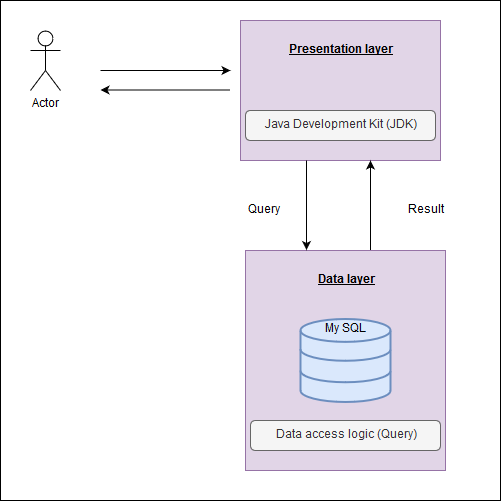 Presentation layer
Actor
Java Development Kit (JDK)
Query
Result
Data layer
My SQL
Data access logic (Query)